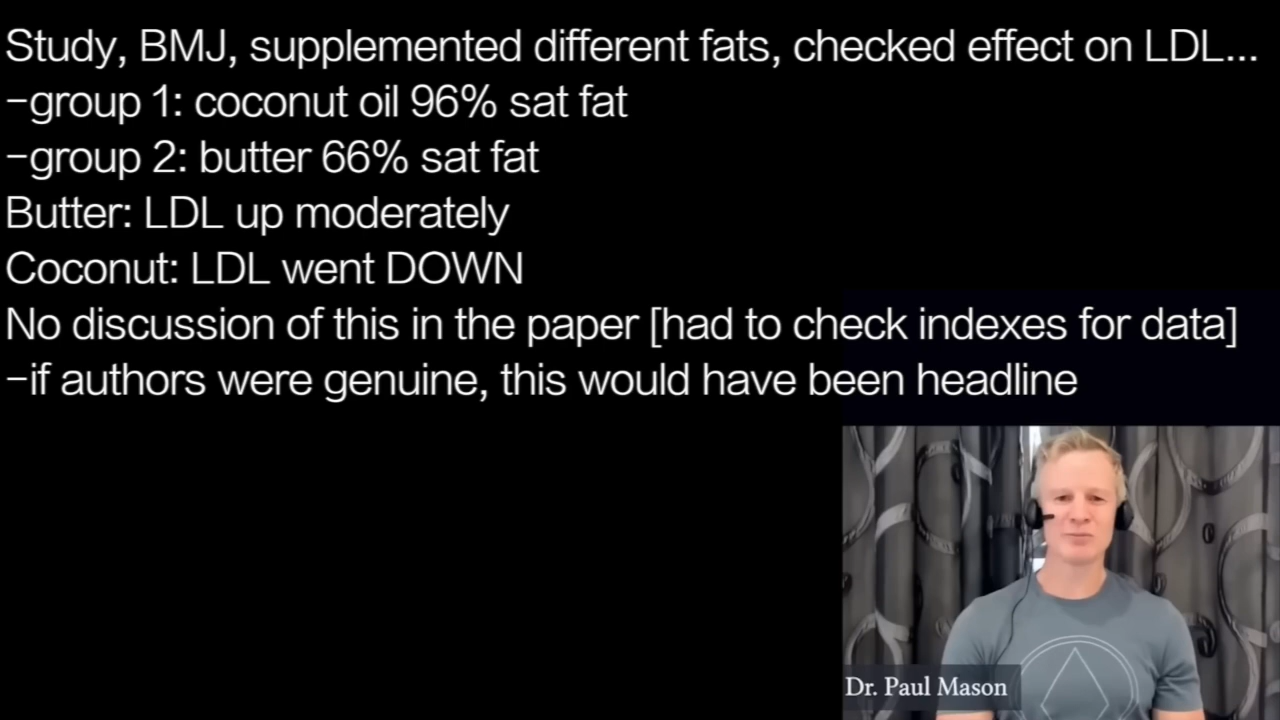 Study, BMJ, supplemented different fats, checked effect on LDL...
−group 1: coconut oil 96% sat fat
−group 2: butter 66% sat fat
Butter: LDL up moderately
Coconut: LDL went DOWN
No discussion of this in the paper [had to check indexes for data]
−if authors were genuine, this would have been headline
Dr. Paul Mason